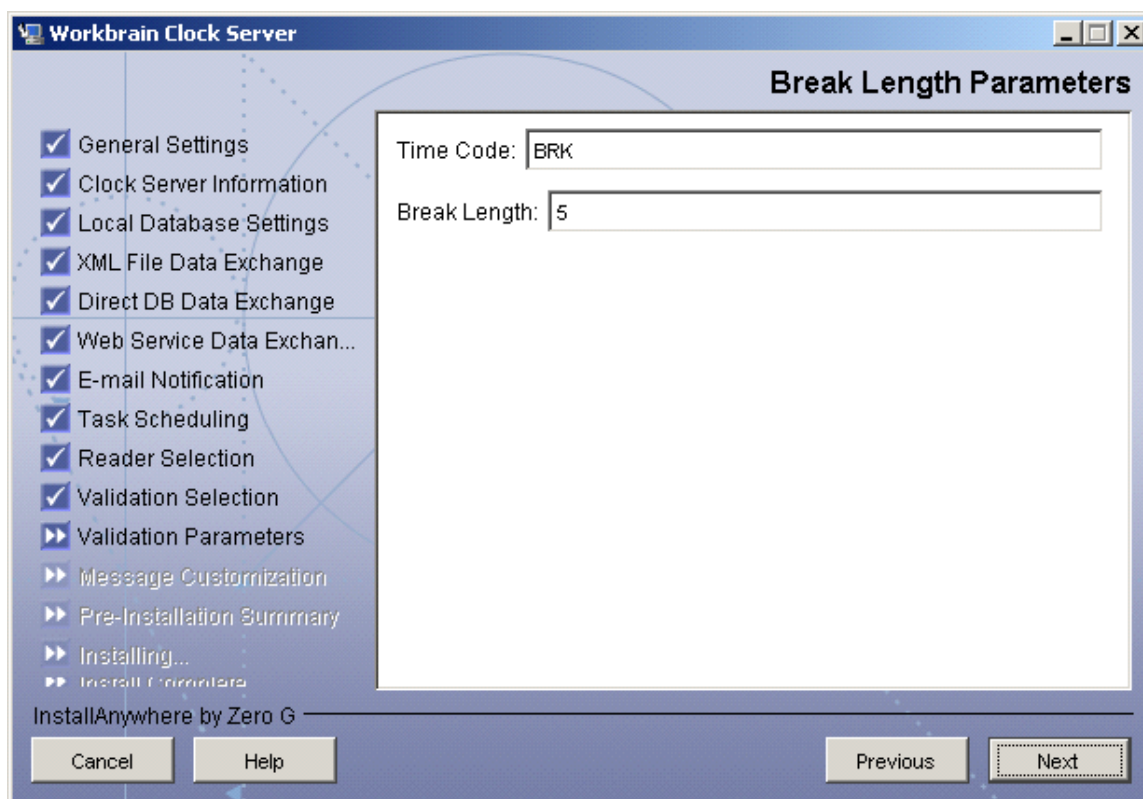 Workbrain Clock Server
Break Length Parameters
General Settings
Clock Server Information
Local Database Settings
XML File Data Exchange
Direct DB Data Exchange
Web Service Data Exchan...
E-mail Notification
Task Scheduling
Reader Selection
Validation Selection
Validation Parameters
Message Customization
Pre-Installation Summary
Installing...
Install Complete
Time Code: BRK
Break Length: 5
InstallAnywhere by Zero G
Cancel
Help
Previous
Next